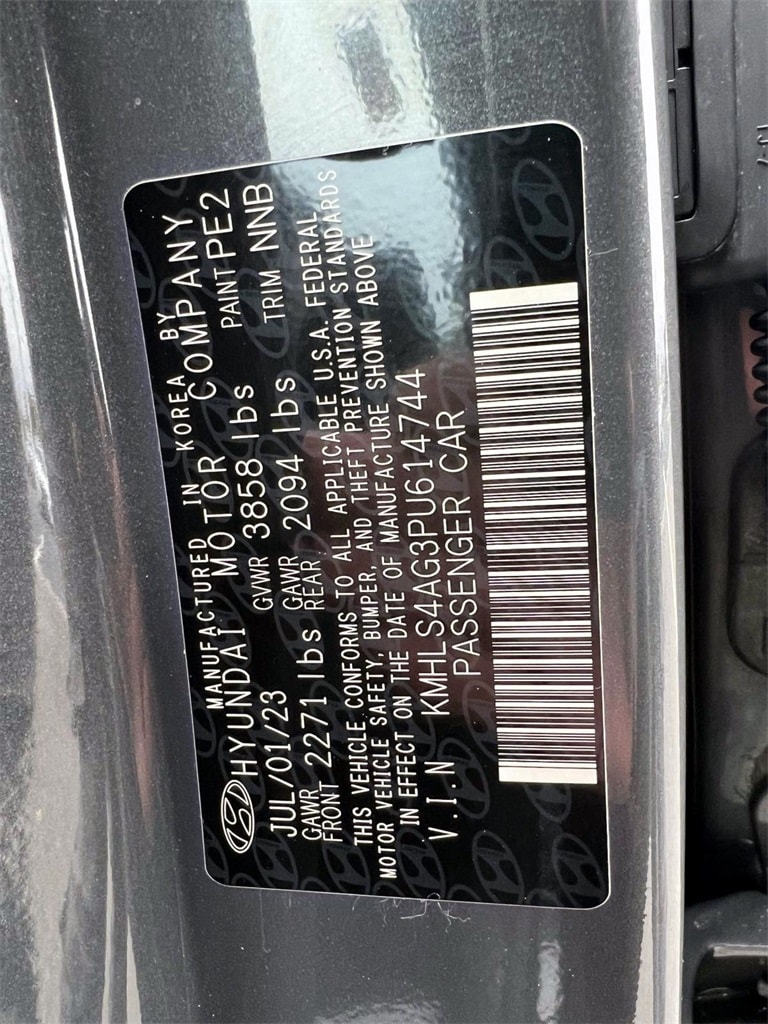 MANUFACTURED IN KOREA BY
HYUNDAI MOTOR COMPANY
JUL/01/23 GVWR 3858 lbs PAINT PE2
GAWR FRONT 2271 lbs GAWR REAR 2094 lbs TRIM NNB
THIS VEHICLE CONFORMS TO ALL APPLICABLE U.S.A. FEDERAL
MOTOR VEHICLE SAFETY, BUMPER, AND THEFT PREVENTION STANDARDS
IN EFFECT ON THE DATE OF MANUFACTURE SHOWN ABOVE
V.I.N KMHLS4AG3PU614744
PASSENGER CAR